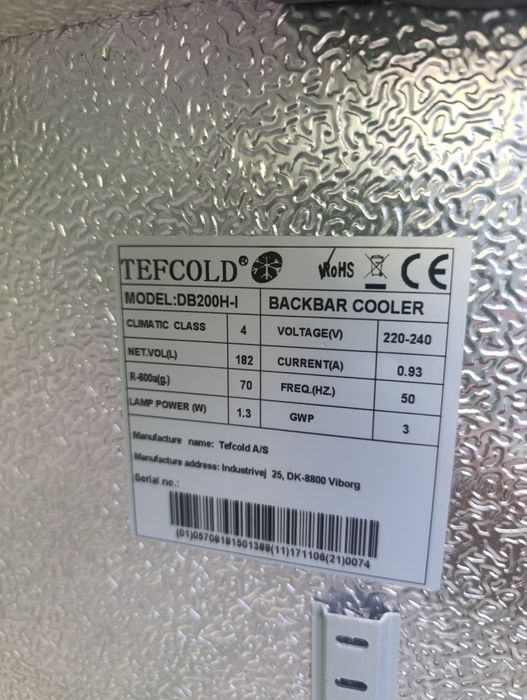 TEFCOLD®
RoHS CE
MODEL:DB200H-I BACKBAR COOLER
CLIMATIC CLASS 4 VOLTAGE(V) 220-240
NET.VOL(L) 182 CURRENT(A) 0.93
R-600a(g.) 70 FREQ.(HZ.) 50
LAMP POWER (W) 1.3 GWP 3
Manufacture name: Tefcold A/S
Manufacture address: Industrivej 25, DK-8800 Viborg
Serial no.:
(01)05708181501388(11)171106(21)0074